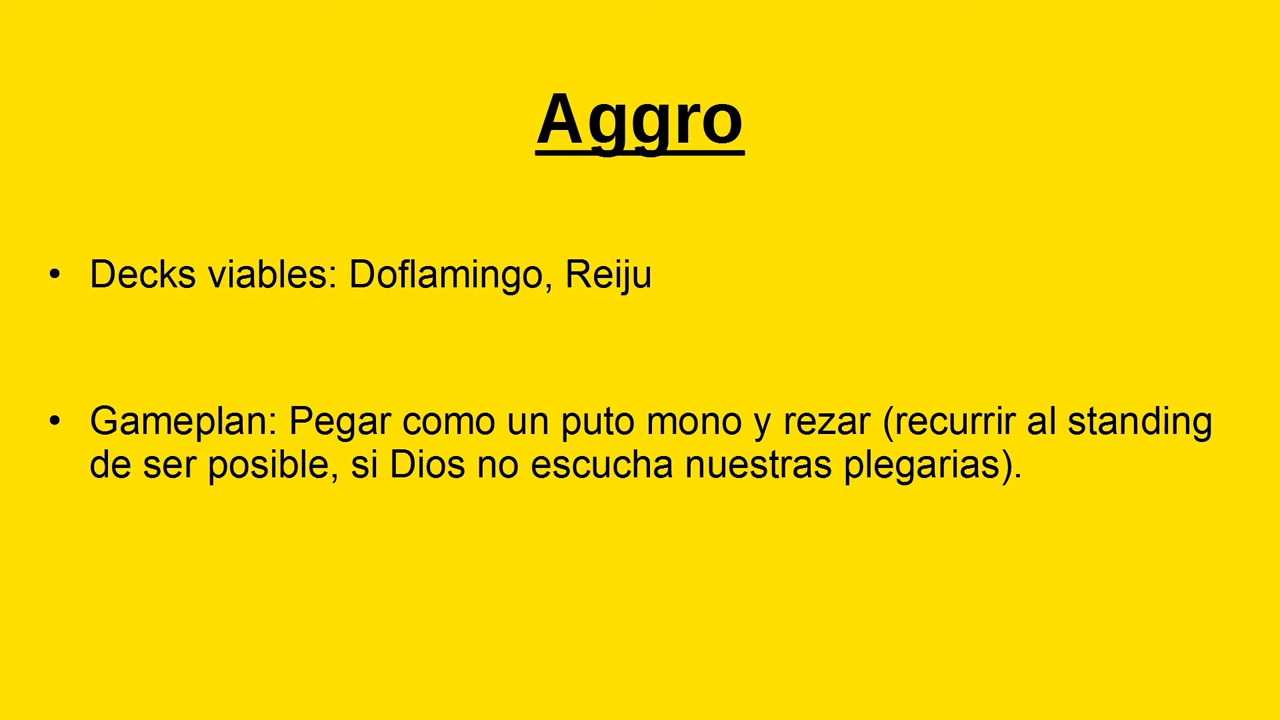 Aggro
• Decks viables: Doflamingo, Reiju
• Gameplan: Pegar como un puto mono y rezar (recurrir al standing
de ser posible, si Dios no escucha nuestras plegarias).